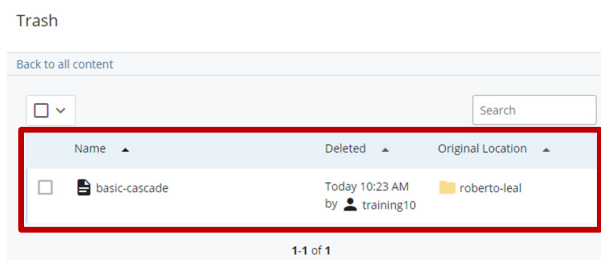 Trash
Back to all content
Search
Name Deleted Original Location
basic-cascade Today 10:23 AM roberto-leal
by training10
1-1 of 1